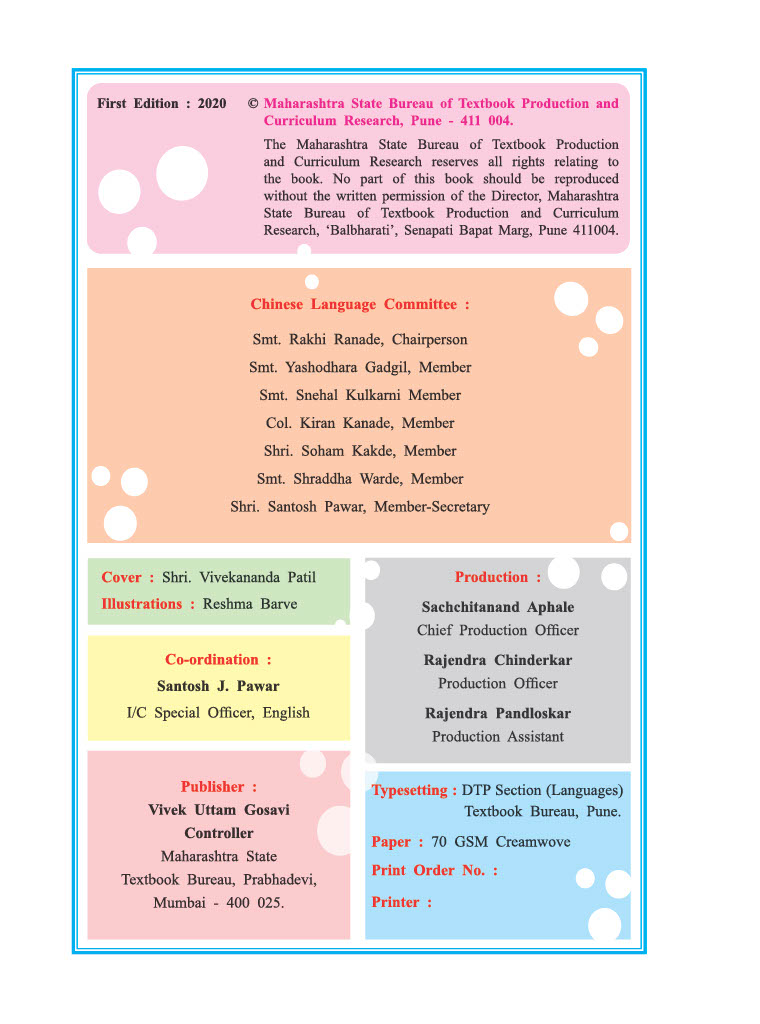 First Edition : 2020
© Maharashtra State Bureau of Textbook Production and
Curriculum Research, Pune - 411 004.
The Maharashtra State Bureau of Textbook Production
and Curriculum Research reserves all rights relating to
the book. No part of this book should be reproduced
without the written permission of the Director, Maharashtra
State Bureau of Textbook Production and Curriculum
Research, ‘Balbharati’, Senapati Bapat Marg, Pune 411004.
Chinese Language Committee :
Smt. Rakhi Ranade, Chairperson
Smt. Yashodhara Gadgil, Member
Smt. Snehal Kulkarni Member
Col. Kiran Kanade, Member
Shri. Soham Kakde, Member
Smt. Shraddha Warde, Member
Shri. Santosh Pawar, Member-Secretary
Cover : Shri. Vivekananda Patil
Illustrations : Reshma Barve
Co-ordination :
Santosh J. Pawar
I/C Special Officer, English
Publisher :
Vivek Uttam Gosavi
Controller
Maharashtra State
Textbook Bureau, Prabhadevi,
Mumbai - 400 025.
Production :
Sachchitanand Aphale
Chief Production Officer
Rajendra Chinderkar
Production Officer
Rajendra Pandloskar
Production Assistant
Typesetting : DTP Section (Languages)
Textbook Bureau, Pune.
Paper : 70 GSM Creamwove
Print Order No. :
Printer :